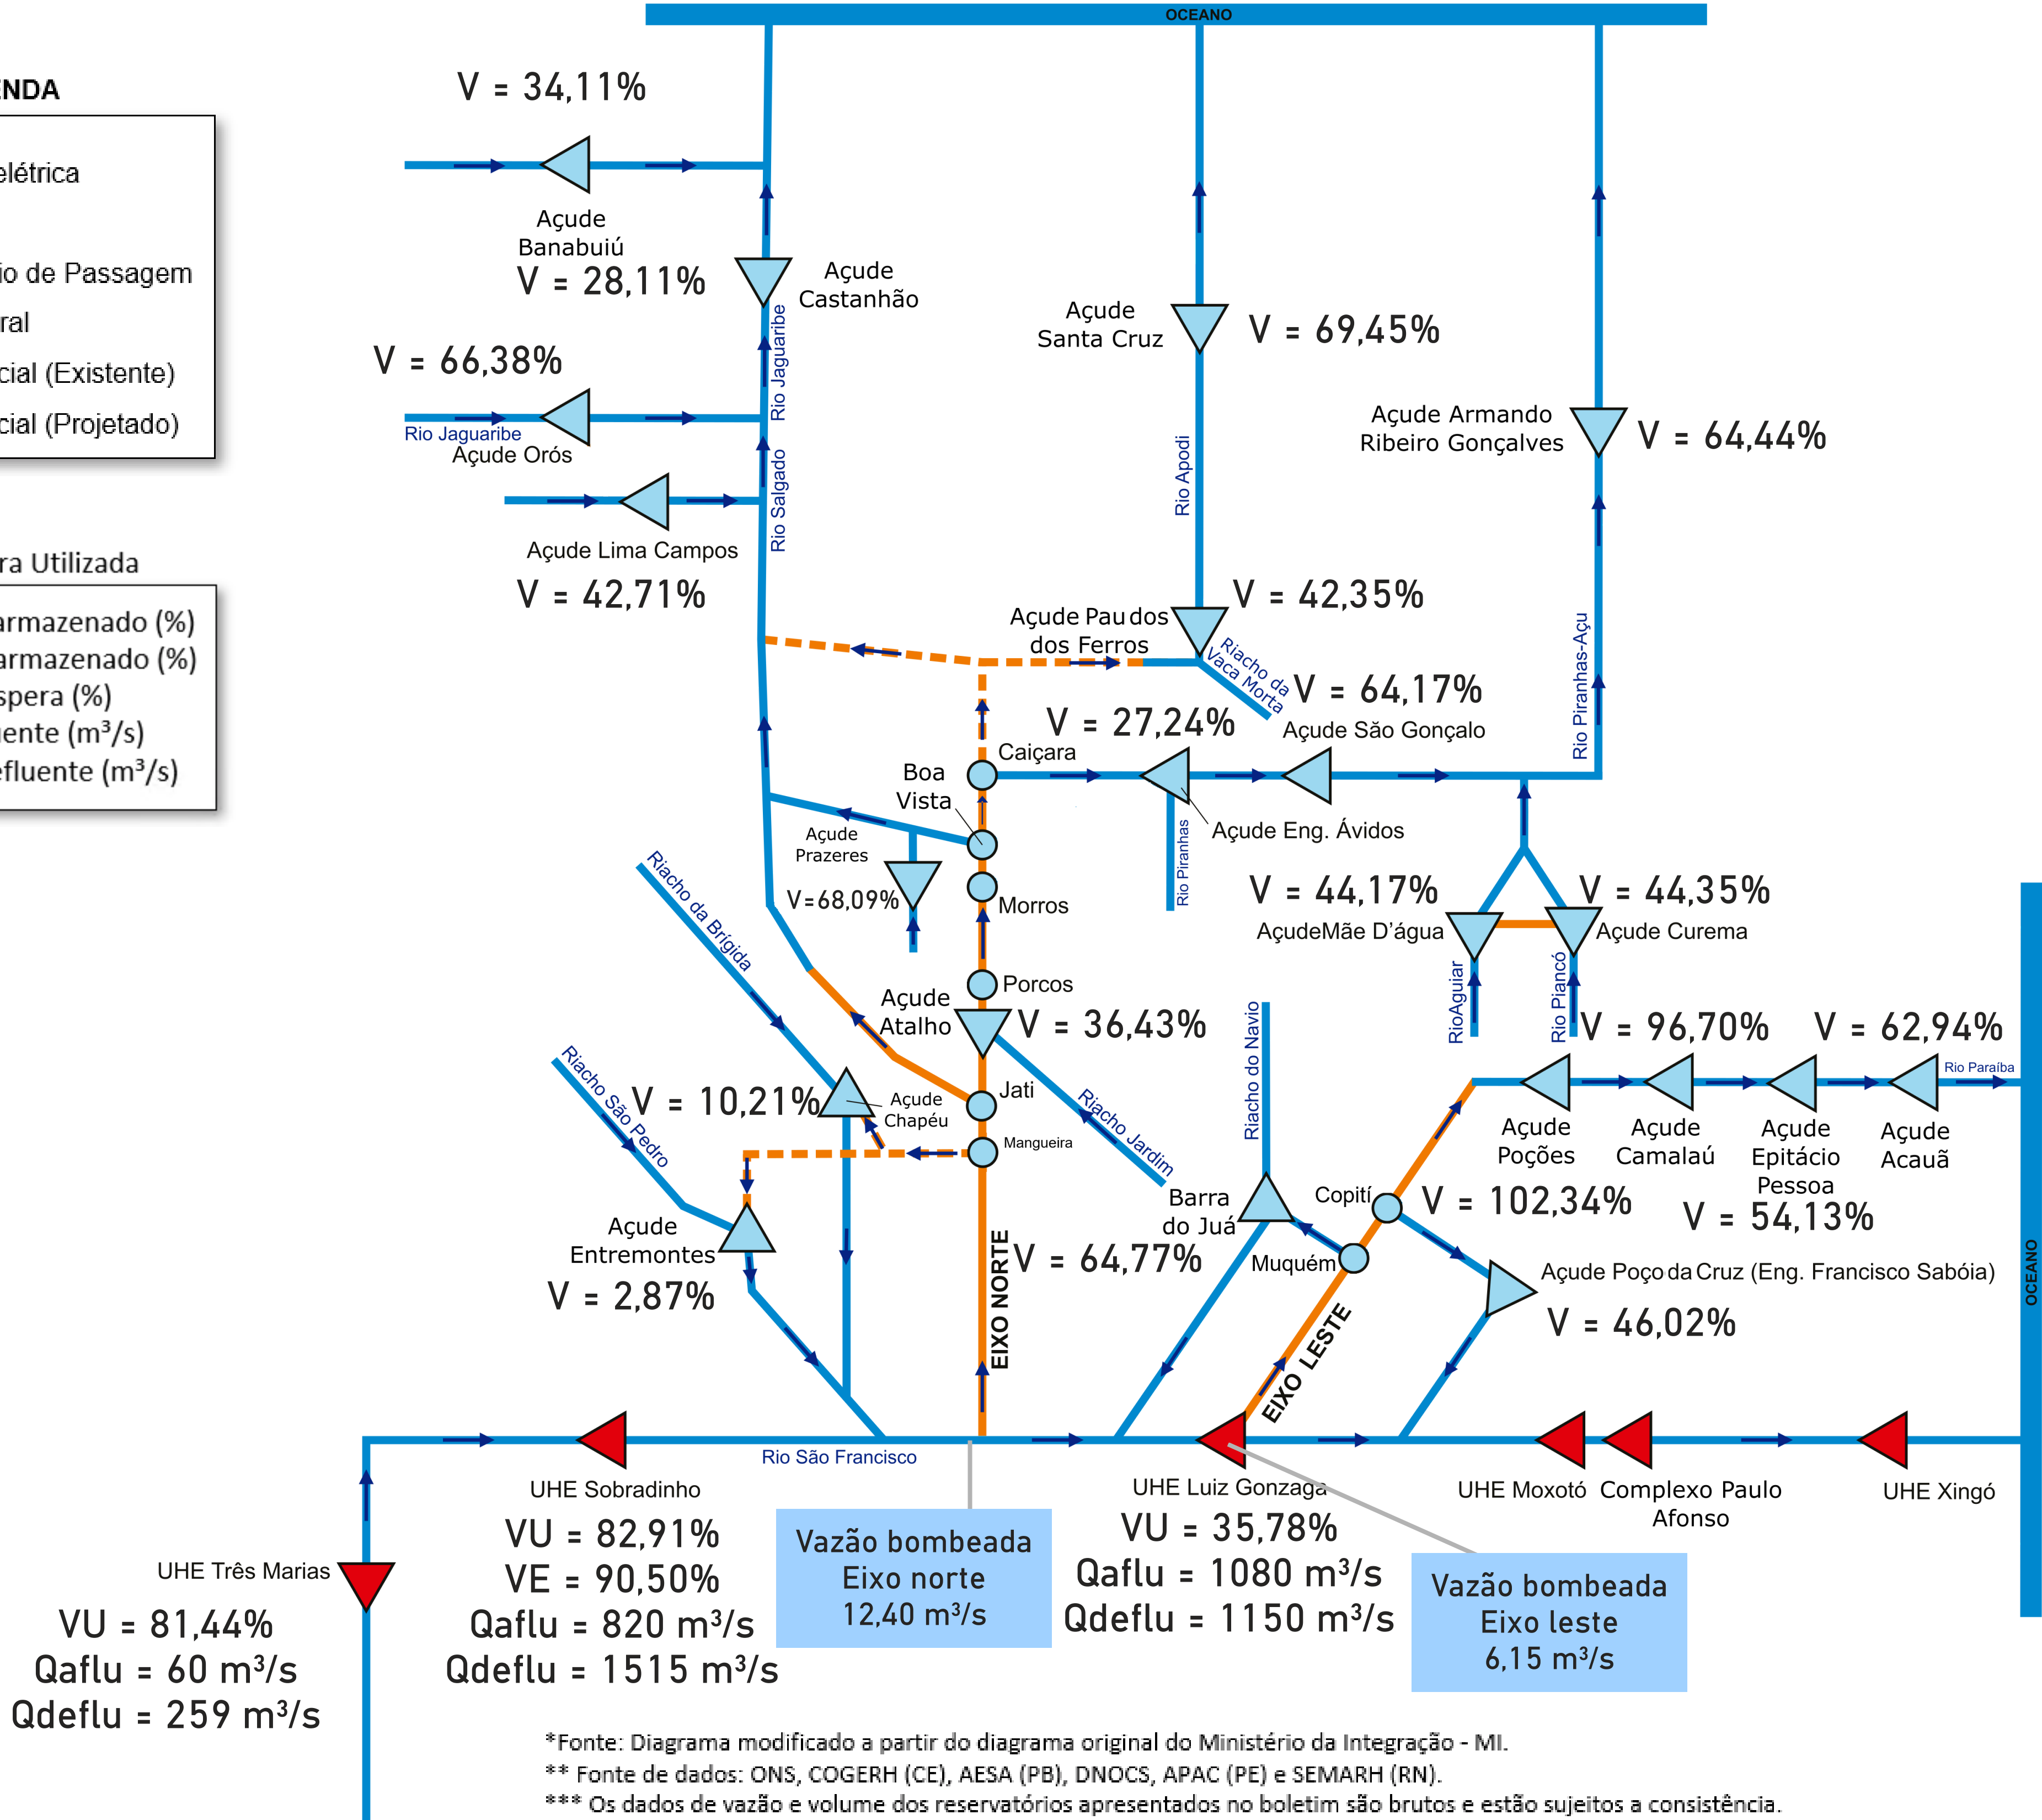 OCEANO
ENDA
elétrica
io de Passagem
ral
cial (Existente)
cial (Projetado)
ra Utilizada
armazenado (%)
armazenado (%)
spera (%)
uente (m³/s)
efluente (m³/s)
V = 34,11%
Açude
Banabuiú
V = 28,11%
Açude
Castanhão
Rio Jaguaribe
V = 66,38%
Rio Jaguaribe
Açude Orós
Rio Salgado
Açude Lima Campos
V = 42,71%
Açude
Santa Cruz
V = 69,45%
Rio Apodi
Açude Armando
Ribeiro Gonçalves
V = 64,44%
Açude Pau dos
dos Ferros
V = 42,35%
Riacho da
Vaca Morta
Rio Piranhas-Açu
V = 64,17%
Açude São Gonçalo
V = 27,24%
Caiçara
Boa
Vista
Açude Eng. Ávidos
Rio Piranhas
Açude
Prazeres
V=68,09%
Morros
Riacho da Brígida
V = 44,17%
AçudeMãe D'água
V = 44,35%
Açude Curema
RioAguiar
Rio Piancó
Porcos
Açude
Atalho
V = 36,43%
Riacho Jardim
Riacho do Navio
V = 96,70%
V = 62,94%
Rio Paraíba
Riacho São Pedro
V = 10,21%
Açude
Chapéu
Jati
Mangueira
Açude
Poções
Açude
Camalaú
Açude
Epitácio
Pessoa
Açude
Acauã
V = 102,34%
V = 54,13%
Barra
do Juá
V = 64,77%
Copití
Muquém
Açude
Entremontes
V = 2,87%
EIXO NORTE
EIXO LESTE
Açude Poço da Cruz (Eng. Francisco Sabóia)
V = 46,02%
OCEANO
Rio São Francisco
UHE Sobradinho
VU = 82,91%
VE = 90,50%
Qaflu = 820 m³/s
Qdeflu = 1515 m³/s
Vazão bombeada
Eixo norte
12,40 m³/s
UHE Luiz Gonzaga
VU = 35,78%
Qaflu = 1080 m³/s
Qdeflu = 1150 m³/s
Vazão bombeada
Eixo leste
6,15 m³/s
UHE Moxotó
Complexo Paulo
Afonso
UHE Xingó
UHE Três Marias
VU = 81,44%
Qaflu = 60 m³/s
Qdeflu = 259 m³/s
*Fonte: Diagrama modificado a partir do diagrama original do Ministério da Integração - MI.
** Fonte de dados: ONS, COGERH (CE), AESA (PB), DNOCS, APAC (PE) e SEMARH (RN).
*** Os dados de vazão e volume dos reservatórios apresentados no boletim são brutos e estão sujeitos a consistência.